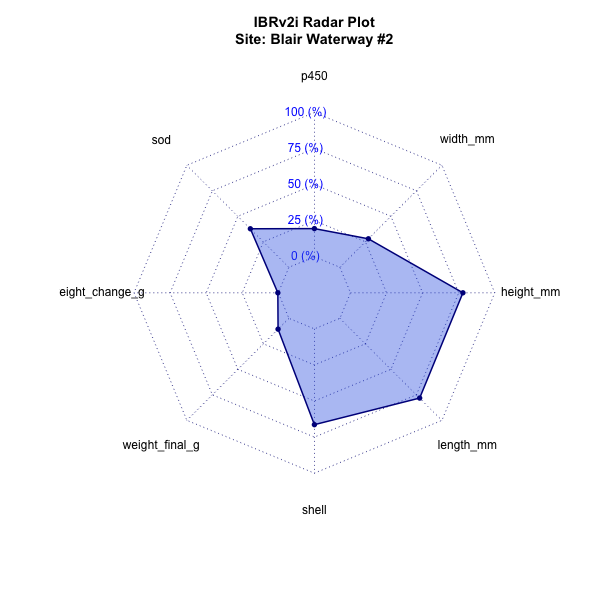 IBRv2i Radar Plot
Site: Blair Waterway #2
p450
100 (%)
sod
width_mm
75 (%)
50 (%)
25 (%)
0 (%)
eight_change_g
height_mm
weight_final_g
length_mm
shell